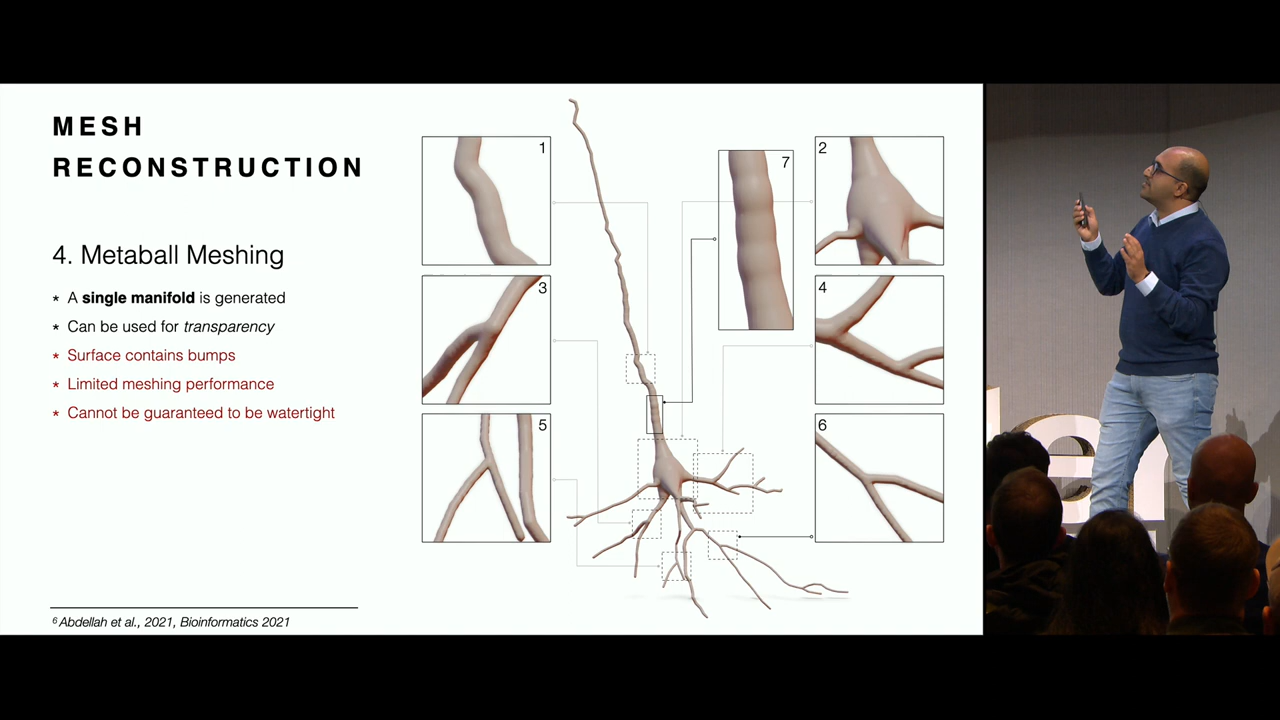 MESH
RECONSTRUCTION
4. Metaball Meshing
* A single manifold is generated
* Can be used for transparency
* Surface contains bumps
* Limited meshing performance
* Cannot be guaranteed to be watertight
6 Abdellah et al., 2021, Bioinformatics 2021
1
7
2
3
4
5
6